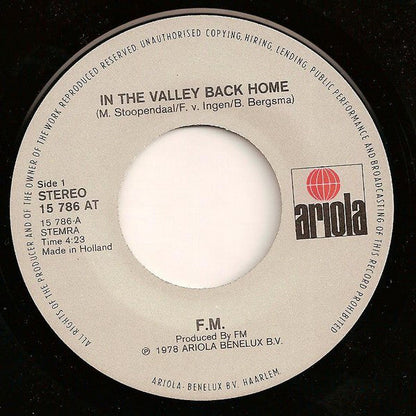 ALL RIGHTS OF THE PRODUCER AND OF THE OWNER OF THE WORK REPRODUCED RESERVED. UNAUTHORISED COPYING, HIRING, LENDING, PUBLIC PERFORMANCE AND BROADCASTING OF THIS RECORD PROHIBITED
IN THE VALLEY BACK HOME
(M. Stoopendaal/F. v. Ingen/B. Bergsma)
Side 1
STEREO
15 786 AT
15 786-A
STEMRA
Time 4:23
Made in Holland
ariola
F.M.
Produced By FM
℗ 1978 ARIOLA BENELUX B.V.
ARIOLA- BENELUX BV. HAARLEM.